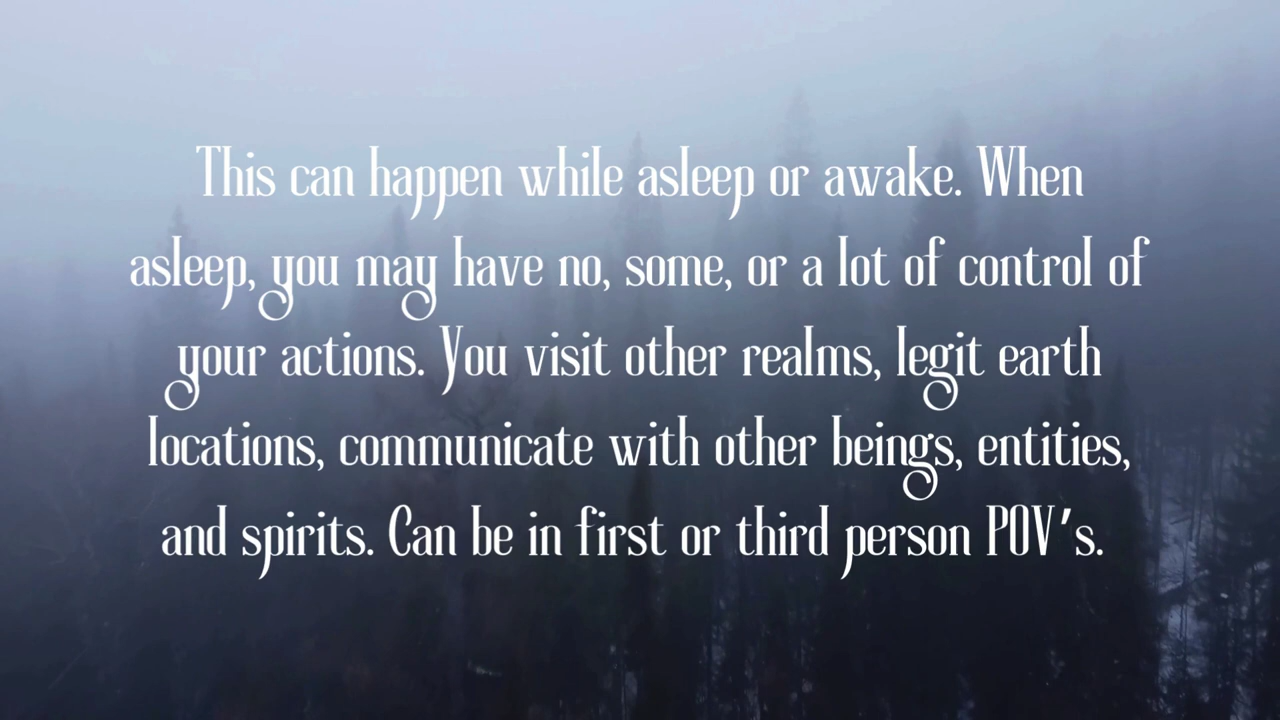 This can happen while asleep or awake. When
asleep, you may have no, some, or a lot of control of
your actions. You visit other realms, legit earth
locations, communicate with other beings, entities,
and spirits. Can be in first or third person POV's.